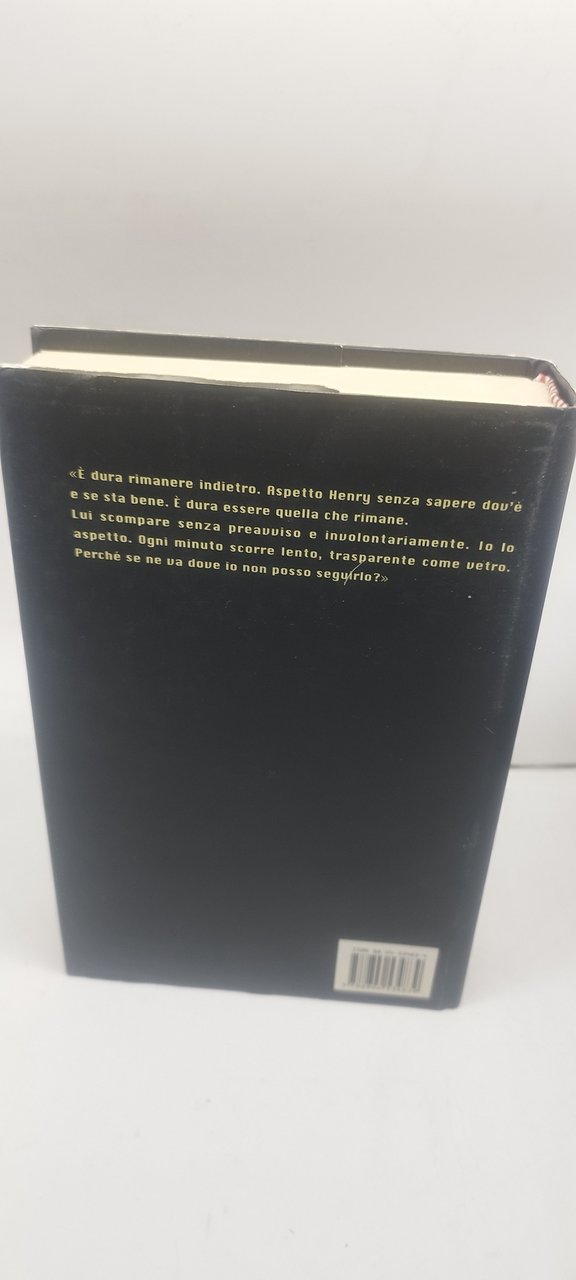 «È dura rimanere indietro. Aspetto Henry senza sapere dov'è
e se sta bene. È dura essere quella che rimane.
Lui scompare senza preavviso e involontariamente. Io lo
aspetto. Ogni minuto scorre lento, trasparente come vetro.
Perché se ne va dove io non posso seguirlo?»
ISBN